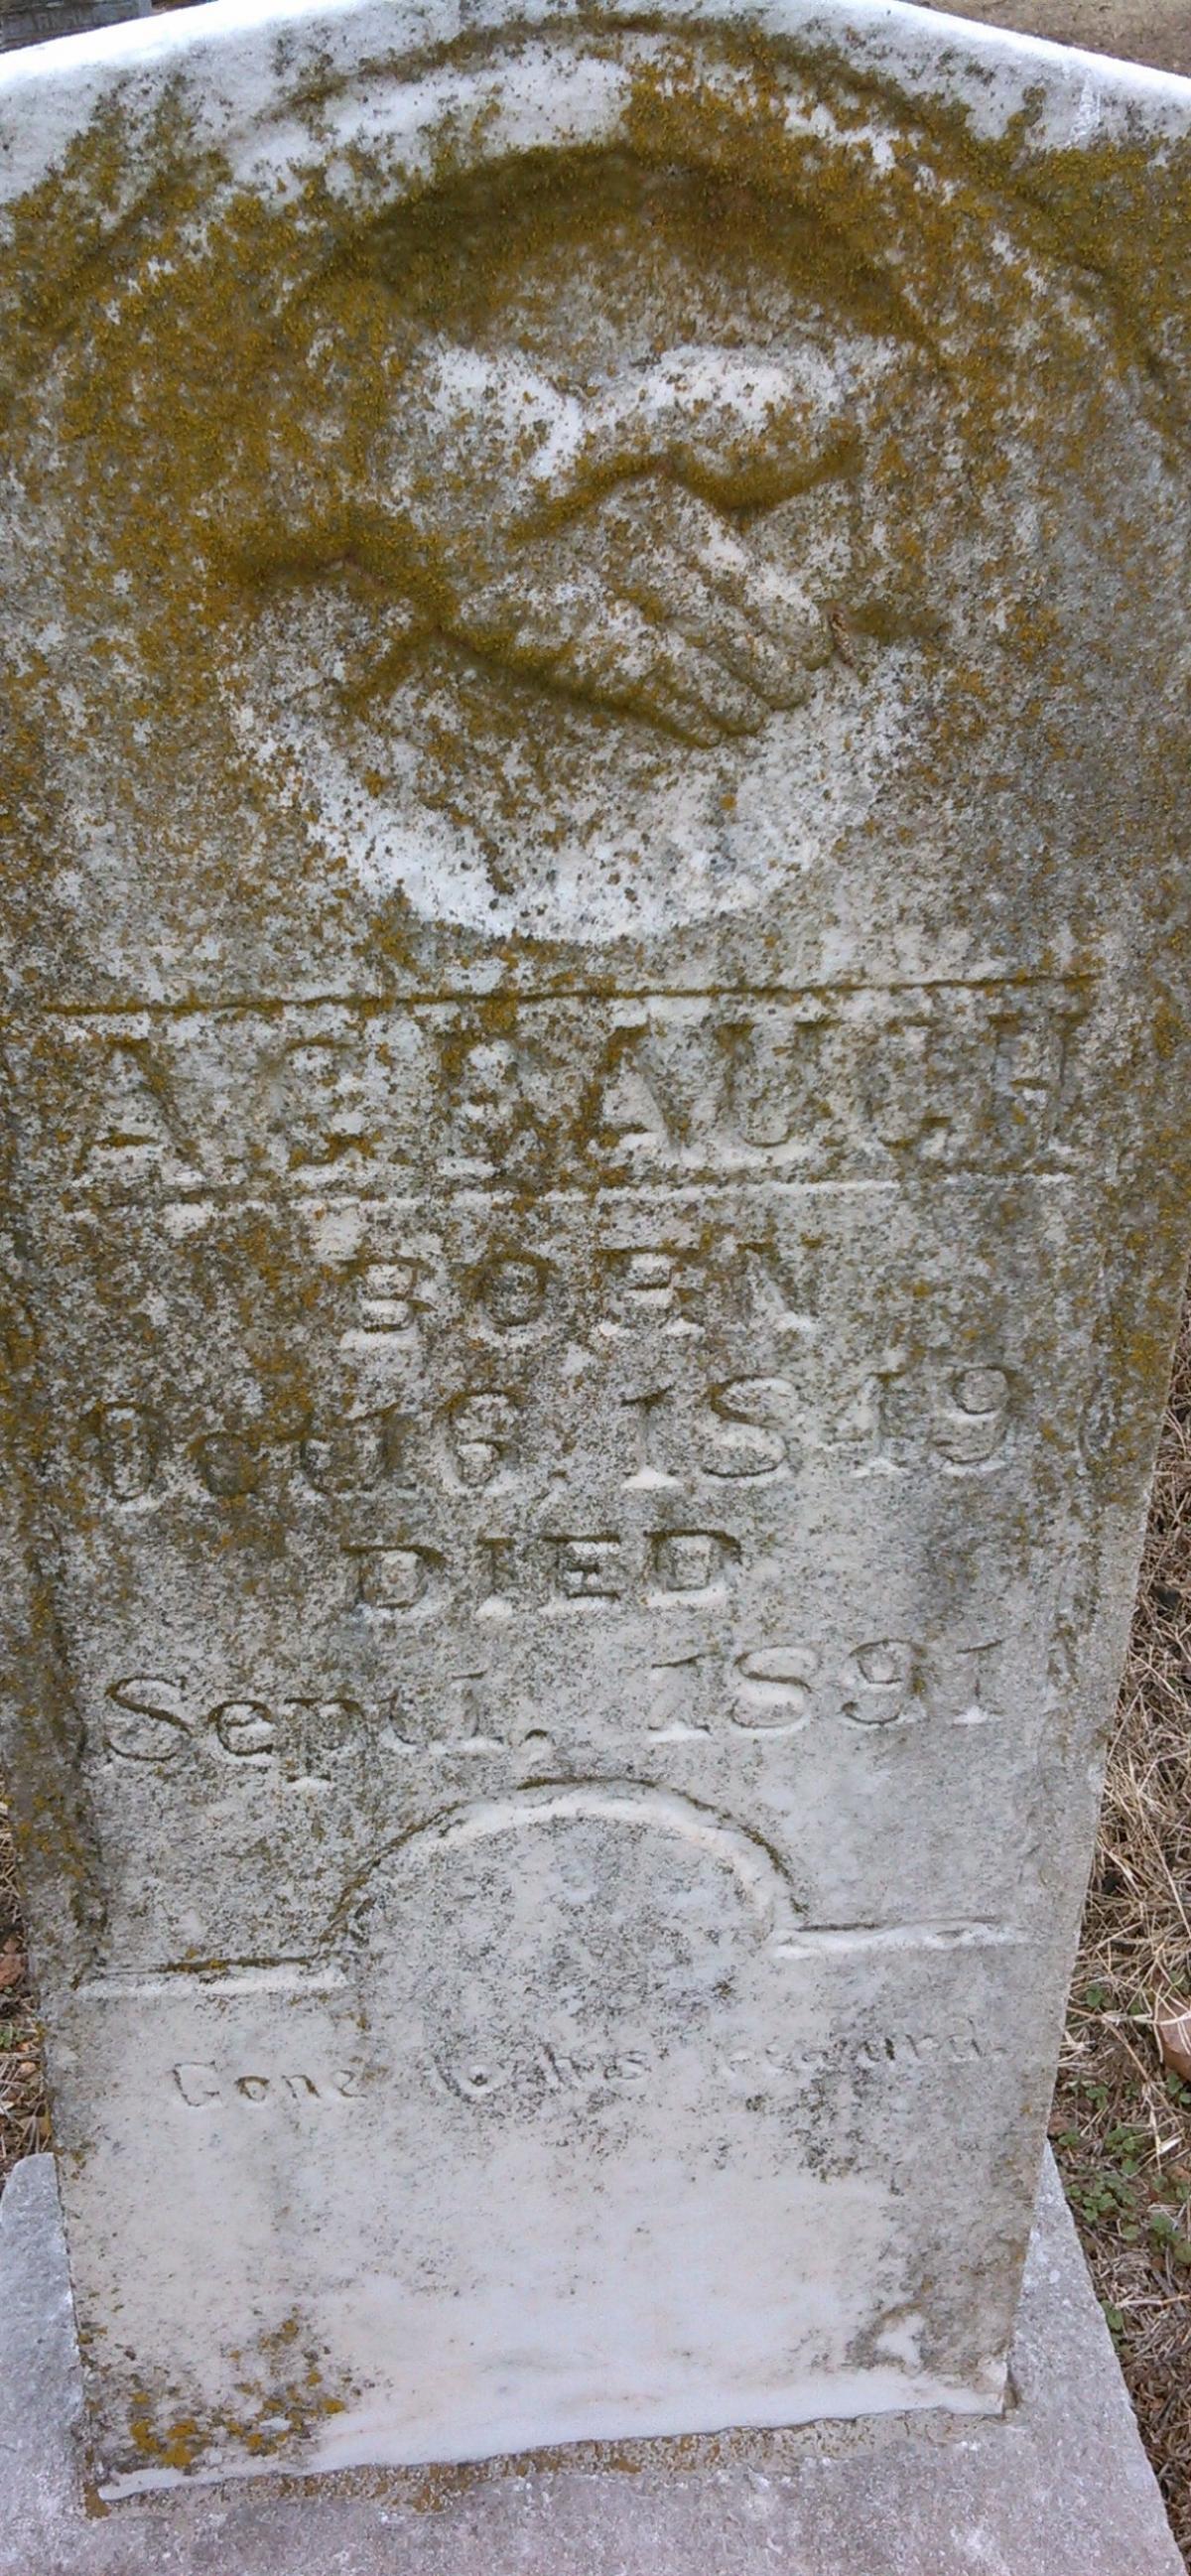 A. S. BAUGH
BORN
Oct 16, 1849
DIED
Sept 1, 1891
Gone to his reward.